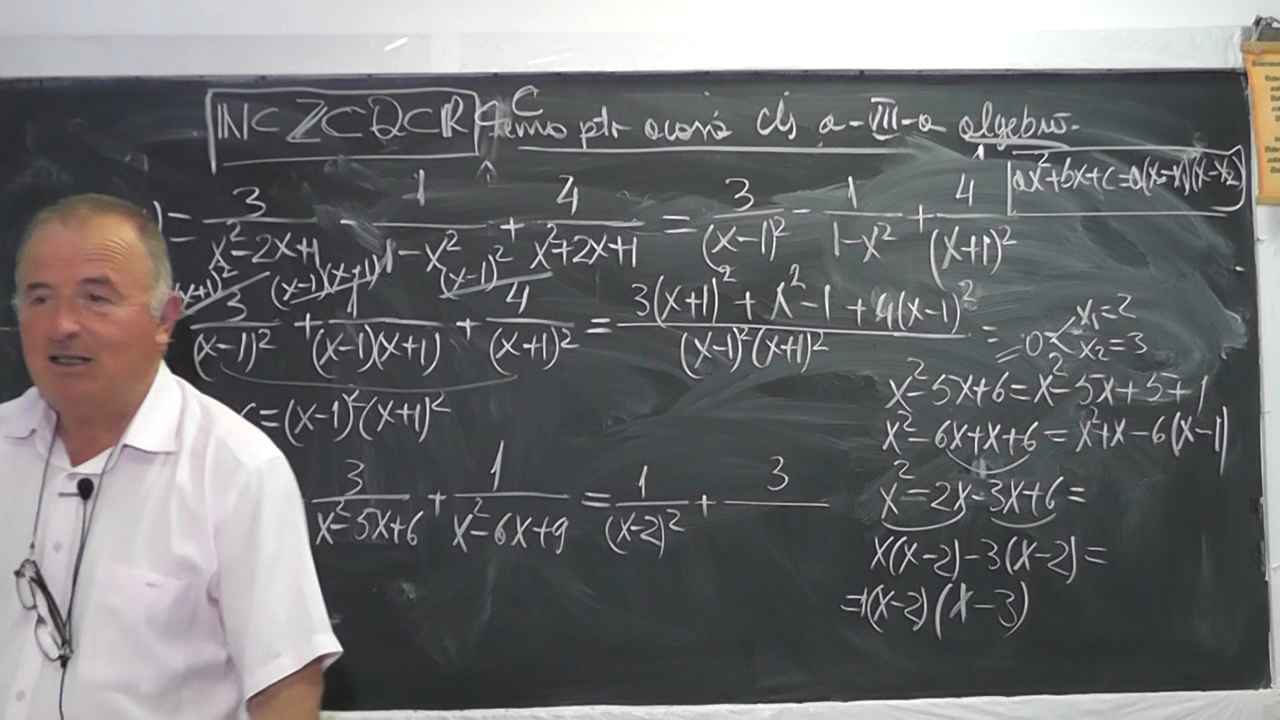 ℕ⊂ℤ⊂ℚ⊂ℝ⊂C Temă ptr acasă cls a-III-a algebră.
ax²+bx+c=a(x-x₁)(x-x₂)
)= 3/(x²-2x+1) - 1/(1-x²) + 4/(x²+2x+1) = 3/(x-1)² - 1/(1-x²) + 4/(x+1)²
(x+1)² (x-1)(x+1) (x-1)²
3/(x-1)² + 1/((x-1)(x+1)) + 4/(x+1)² = (3(x+1)² + x²-1 + 4(x-1)²)/((x-1)²(x+1)²) =
=(x-1)²(x+1)²
3/(x²-5x+6) + 1/(x²-6x+9) = 1/(x-2)² + 3/
=0 x₁=2
x₂=3
x²-5x+6=x²-5x+5+1
x²-6x+x+6=x²+x-6(x-1)
x²-2x-3x+6=
x(x-2)-3(x-2)=
=(x-2)(x-3)